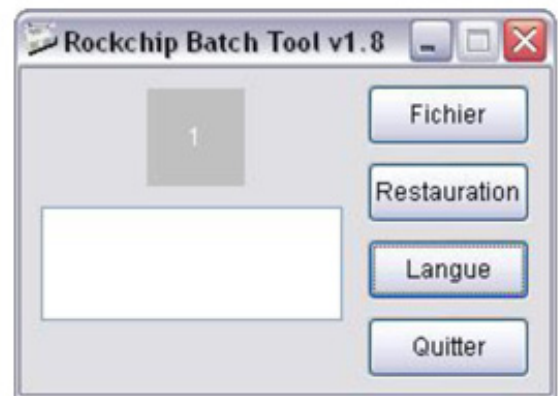 Rockchip Batch Tool v1.8
1
Fichier
Restauration
Langue
Quitter